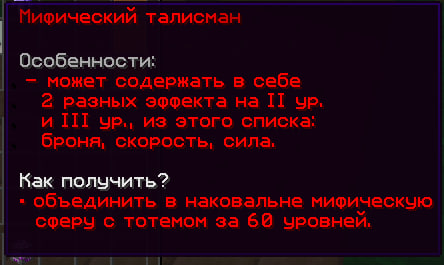 Мифический талисман
Особенности:
– может содержать в себе
2 разных эффекта на II ур.
и III ур., из этого списка:
броня, скорость, сила.
Как получить?
• объединить в наковальне мифическую
сферу с тотемом за 60 уровней.